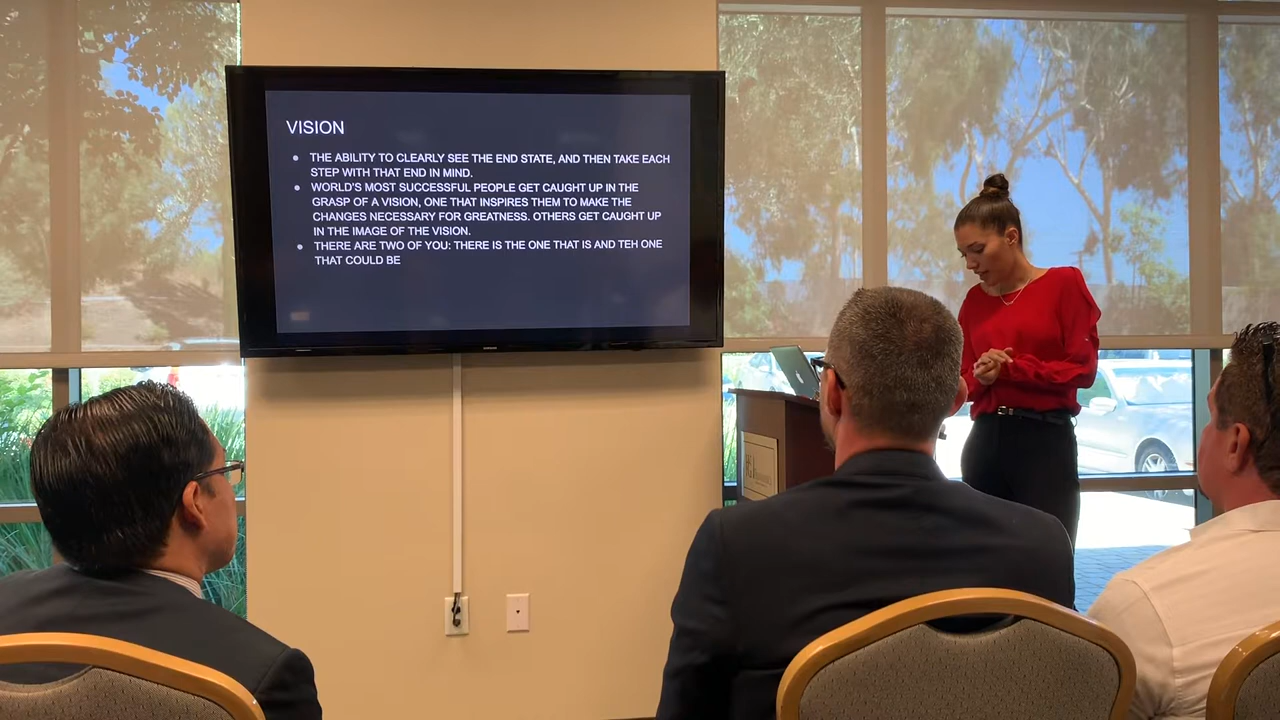 VISION
● THE ABILITY TO CLEARLY SEE THE END STATE, AND THEN TAKE EACH
STEP WITH THAT END IN MIND.
● WORLD'S MOST SUCCESSFUL PEOPLE GET CAUGHT UP IN THE
GRASP OF A VISION, ONE THAT INSPIRES THEM TO MAKE THE
CHANGES NECESSARY FOR GREATNESS. OTHERS GET CAUGHT UP
IN THE IMAGE OF THE VISION.
● THERE ARE TWO OF YOU: THERE IS THE ONE THAT IS AND TEH ONE
THAT COULD BE